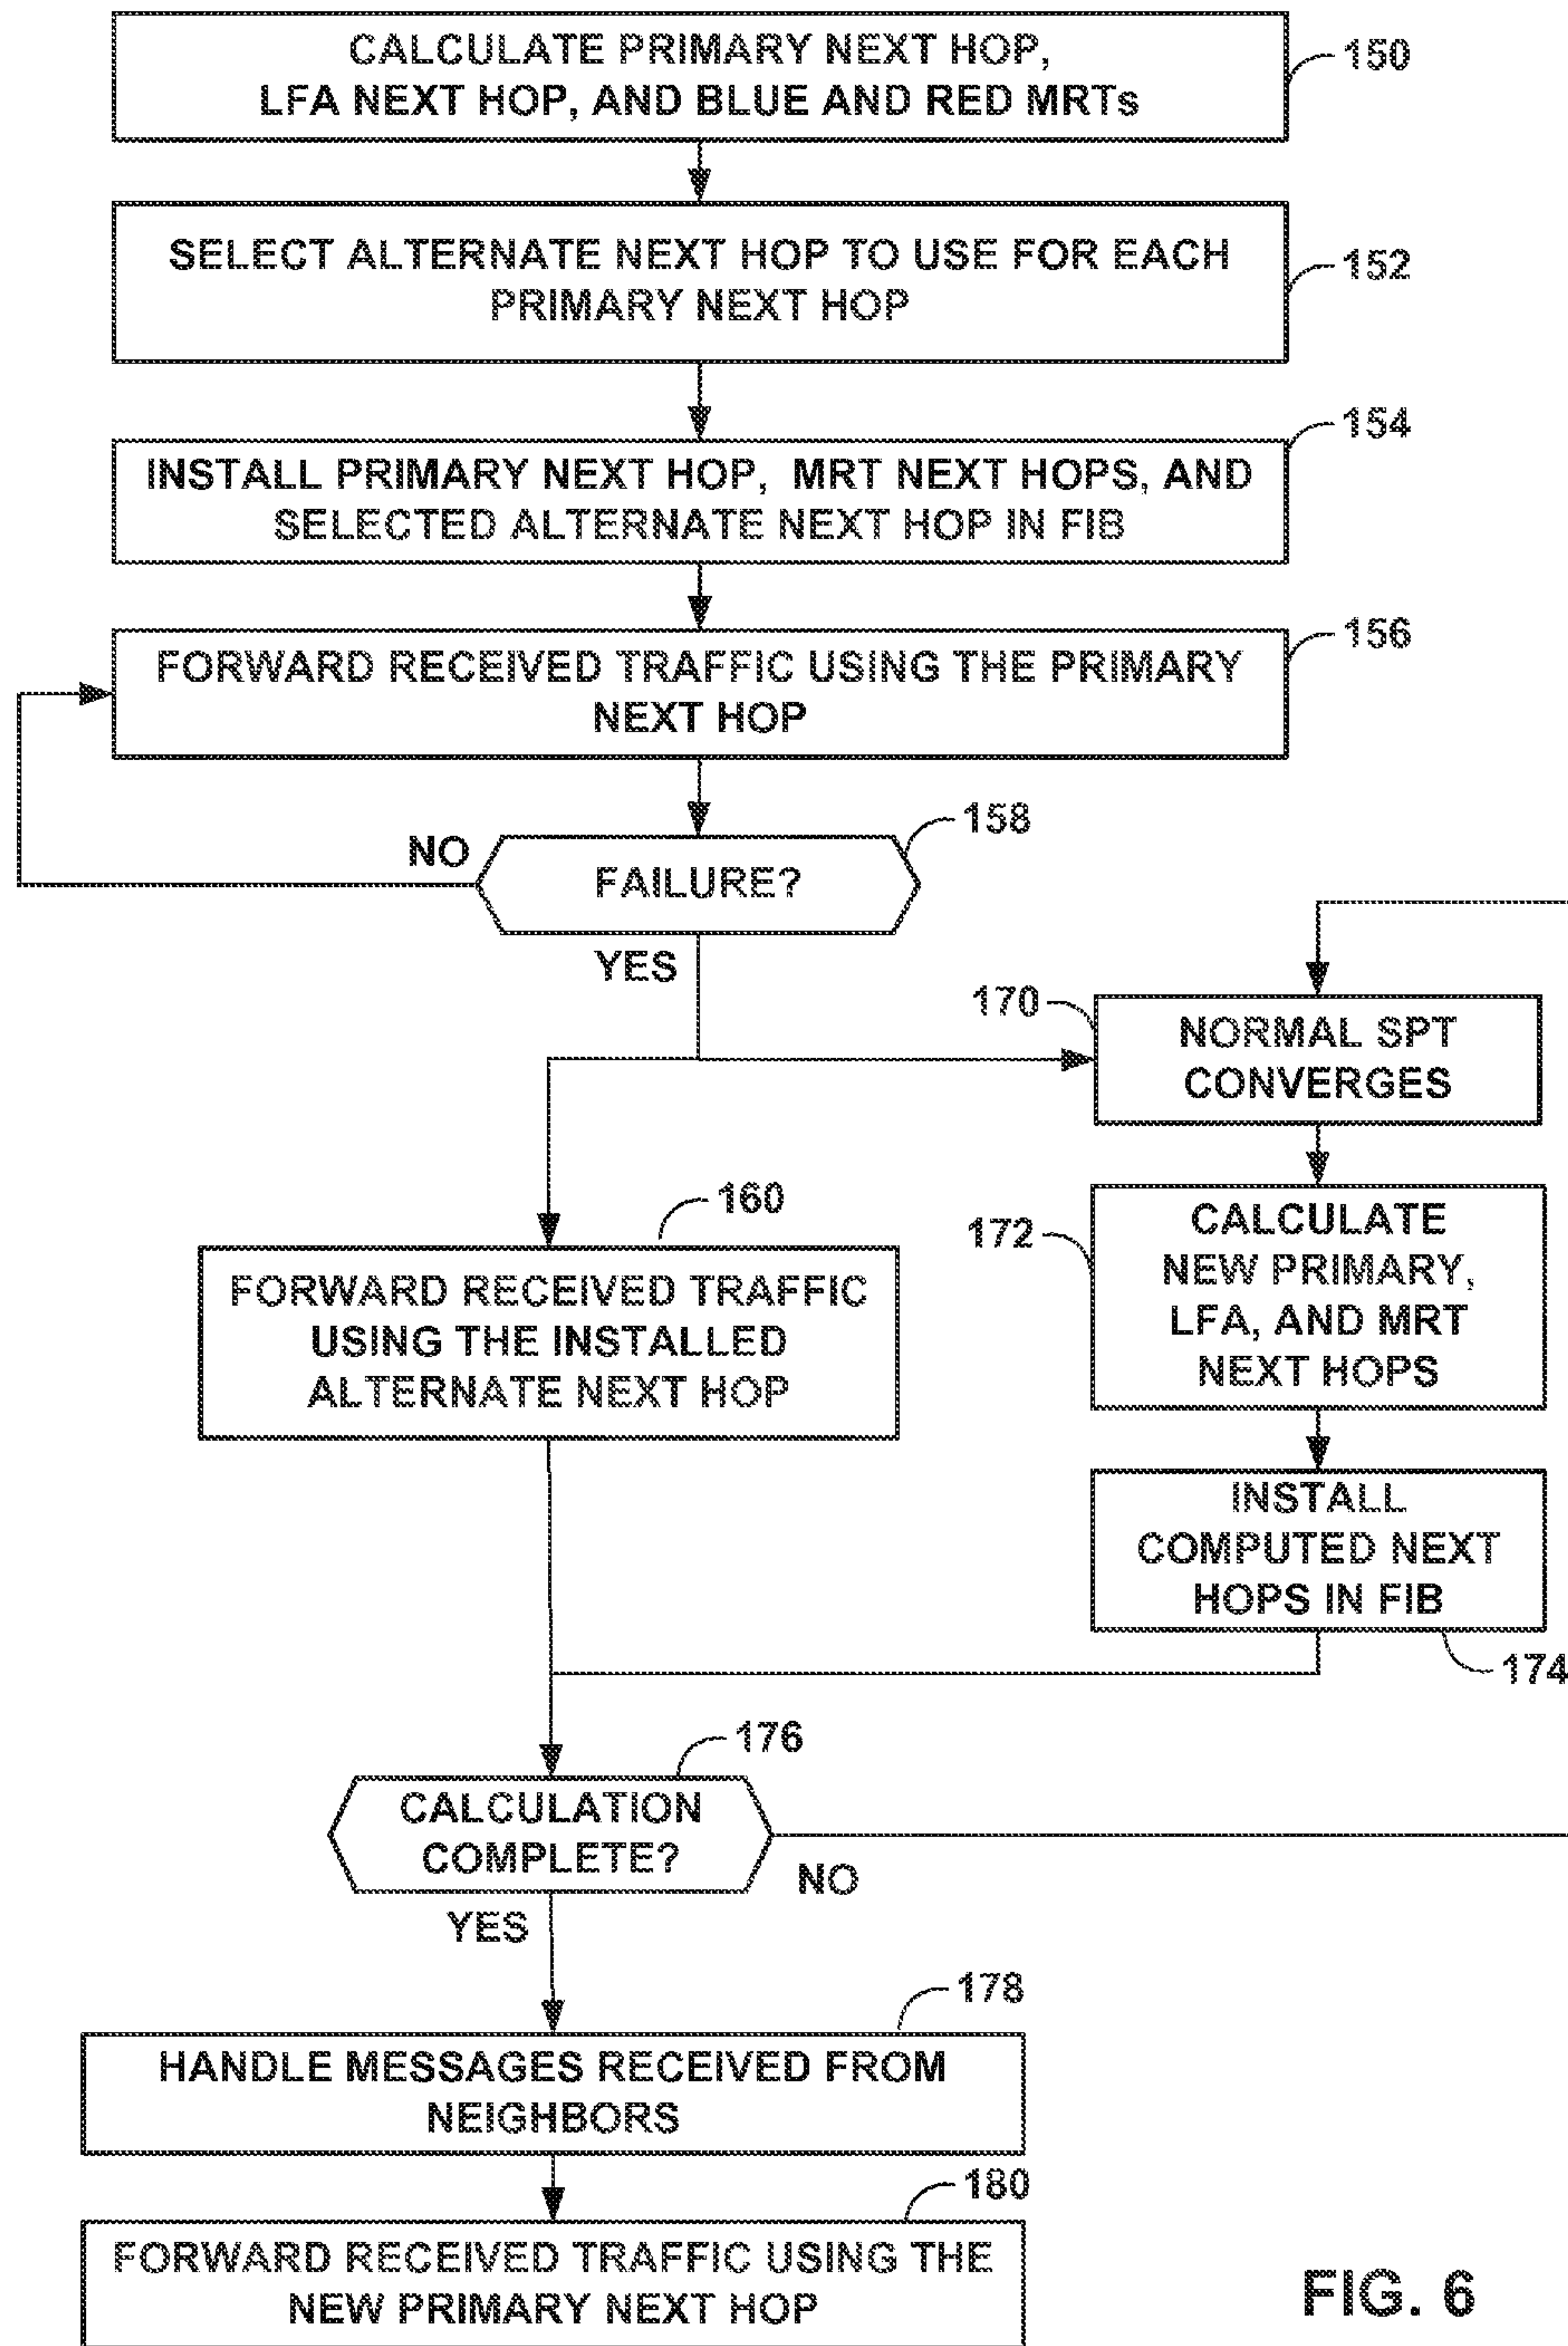 CALCULATE PRIMARY NEXT HOP,
LFA NEXT HOP, AND BLUE AND RED MRTs
150
SELECT ALTERNATE NEXT HOP TO USE FOR EACH
PRIMARY NEXT HOP
152
154
INSTALL PRIMARY NEXT HOP, MRT NEXT HOPS, AND
SELECTED ALTERNATE NEXT HOP IN FIB
156
FORWARD RECEIVED TRAFFIC USING THE PRIMARY
NEXT HOP
158
NO
FAILURE?
YES
170
NORMAL SPT
CONVERGES
160
FORWARD RECEIVED TRAFFIC
USING THE INSTALLED
ALTERNATE NEXT HOP
172
CALCULATE
NEW PRIMARY,
LFA, AND MRT
NEXT HOPS
INSTALL
COMPUTED NEXT
HOPS IN FIB
174
176
CALCULATION
COMPLETE?
NO
YES
178
HANDLE MESSAGES RECEIVED FROM
NEIGHBORS
180
FORWARD RECEIVED TRAFFIC USING THE
NEW PRIMARY NEXT HOP
FIG. 6